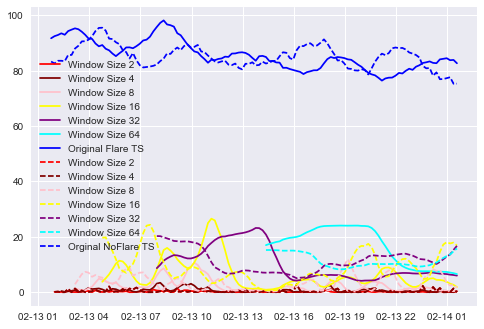 100
80
60
40
20
0
Window Size 2
Window Size 4
Window Size 8
Window Size 16
Window Size 32
Window Size 64
Original Flare TS
Window Size 2
Window Size 4
Window Size 8
Window Size 16
Window Size 32
Window Size 64
Orginal NoFlare TS
02-13 01 02-13 04 02-13 07 02-13 10 02-13 13 02-13 16 02-13 19 02-13 22 02-14 01